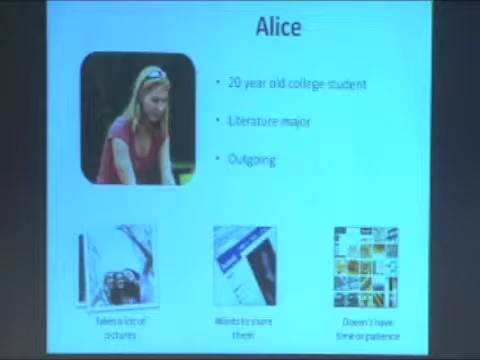 Alice
• 20 year old college student
• Literature major
• Outgoing
Takes a lot of
pictures
Wants to share
them
Doesn't have
time or patience